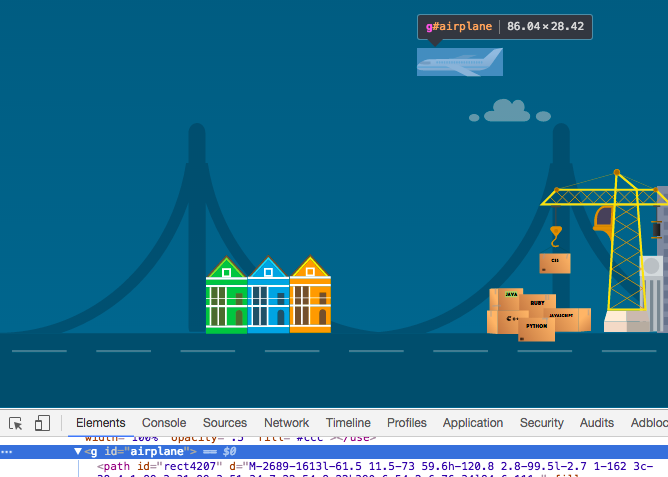 g#airplane | 86.04 × 28.42
CSS
JAVA
RUBY
C++
JAVASCRIPT
PYTHON
Elements Console Sources Network Timeline Profiles Application Security Audits Adbloc
width="100%" opacity=".5" fill="#ccc"></use>
… ▼<g id="airplane"> == $0
<path id="rect4207" d="M-2689-1613l-61.5 11.5-73 59.6h-120.8 2.8-99.5l-2.7 1-162 3c-